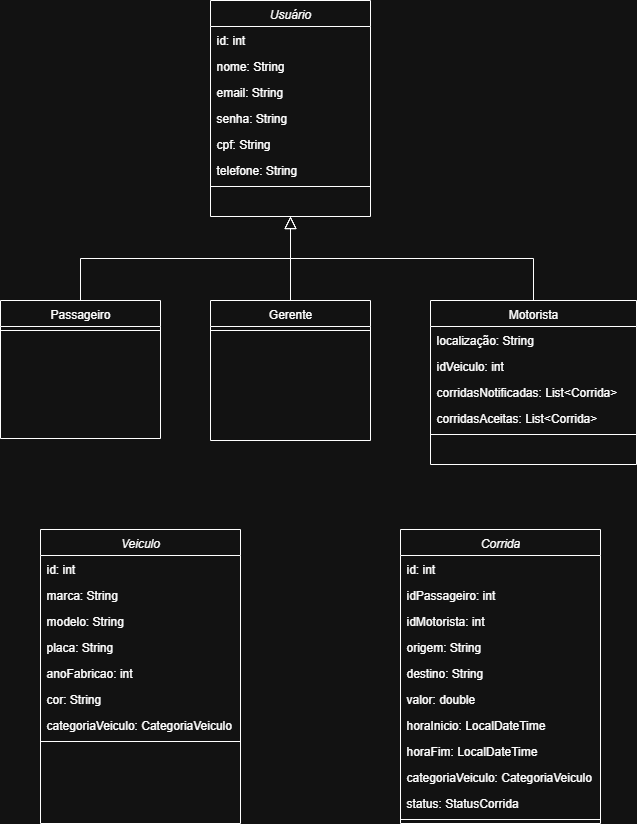 Usuário
id: int
nome: String
email: String
senha: String
cpf: String
telefone: String
Passageiro
Gerente
Motorista
localização: String
idVeiculo: int
corridasNotificadas: List<Corrida>
corridasAceitas: List<Corrida>
Veiculo
id: int
marca: String
modelo: String
placa: String
anoFabricao: int
cor: String
categoriaVeiculo: CategoriaVeiculo
Corrida
id: int
idPassageiro: int
idMotorista: int
origem: String
destino: String
valor: double
horaInicio: LocalDateTime
horaFim: LocalDateTime
categoriaVeiculo: CategoriaVeiculo
status: StatusCorrida